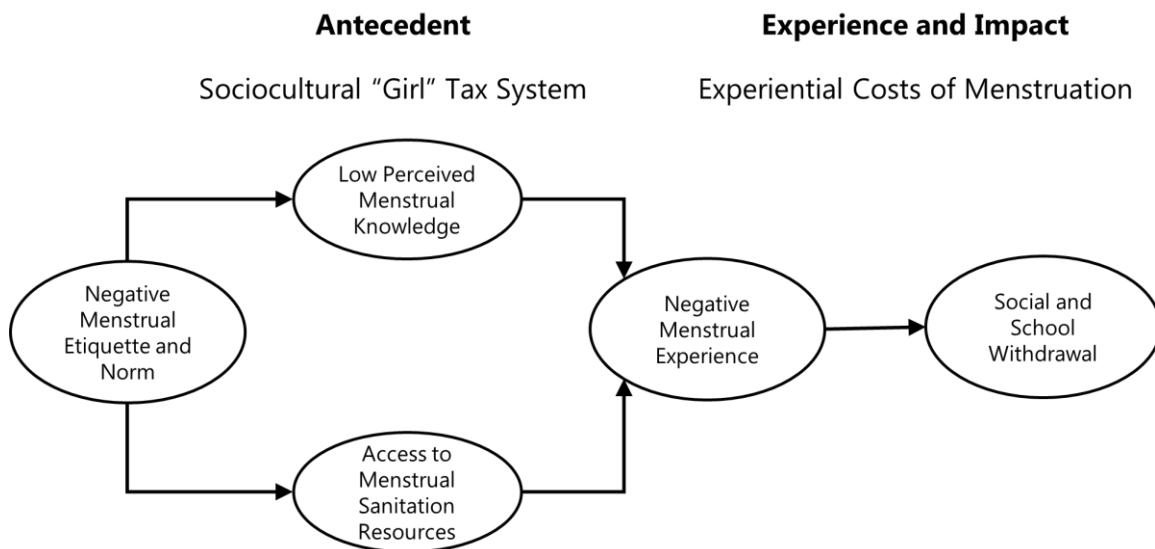 Antecedent
Experience and Impact
Sociocultural "Girl" Tax System
Experiential Costs of Menstruation
Low Perceived
Menstrual
Knowledge
Negative
Menstrual
Etiquette and
Norm
Negative
Menstrual
Experience
Social and
School
Withdrawal
Access to
Menstrual
Sanitation
Resources